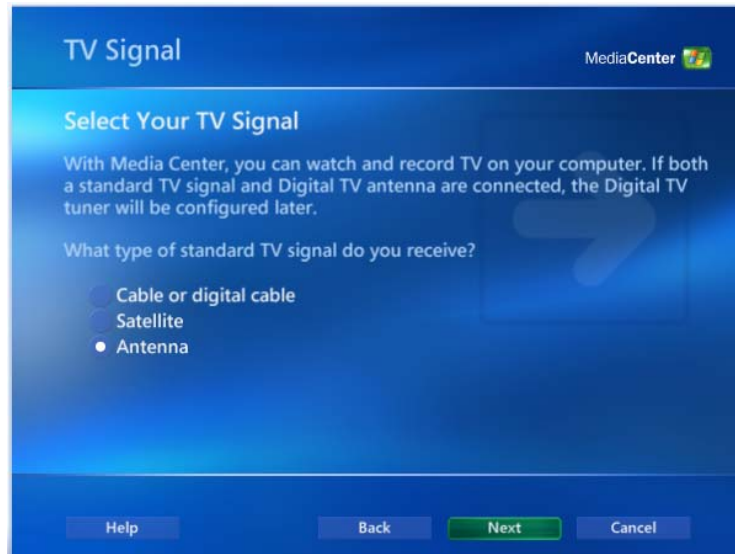 TV Signal
MediaCenter
Select Your TV Signal
With Media Center, you can watch and record TV on your computer. If both
a standard TV signal and Digital TV antenna are connected, the Digital TV
tuner will be configured later.
What type of standard TV signal do you receive?
Cable or digital cable
Satellite
Antenna
Help
Back
Next
Cancel